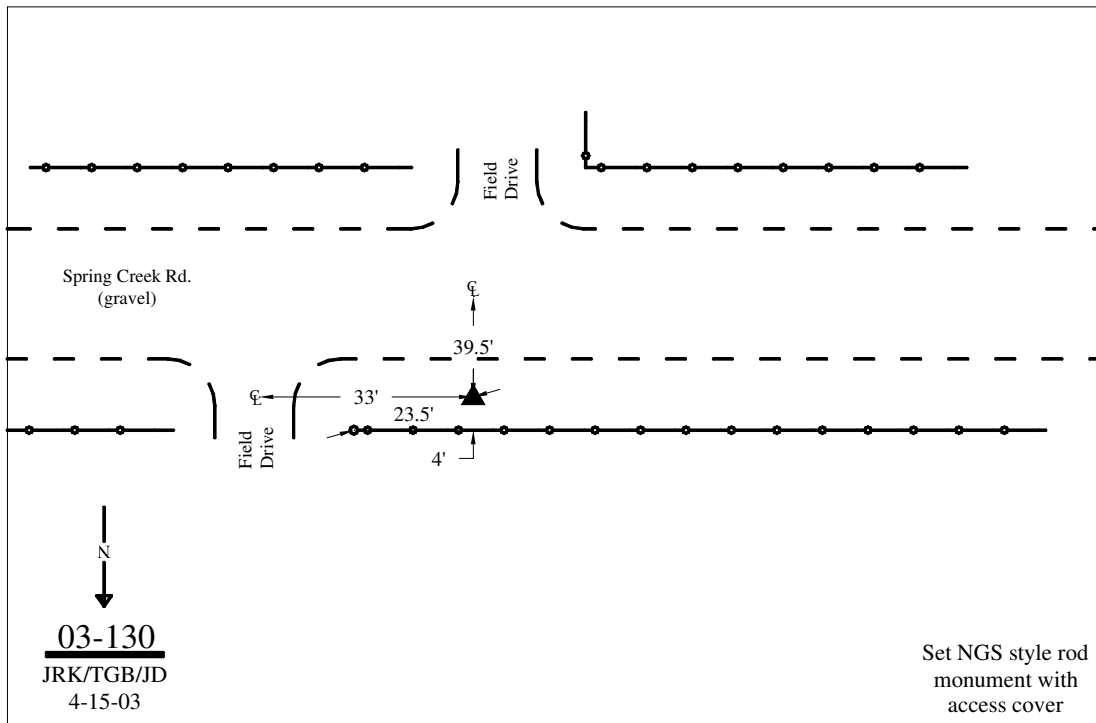 Field
Drive
Spring Creek Rd.
(gravel)
℄
39.5'
℄
33'
23.5'
4'
Field
Drive
N
03-130
JRK/TGB/JD
4-15-03
Set NGS style rod
monument with
access cover